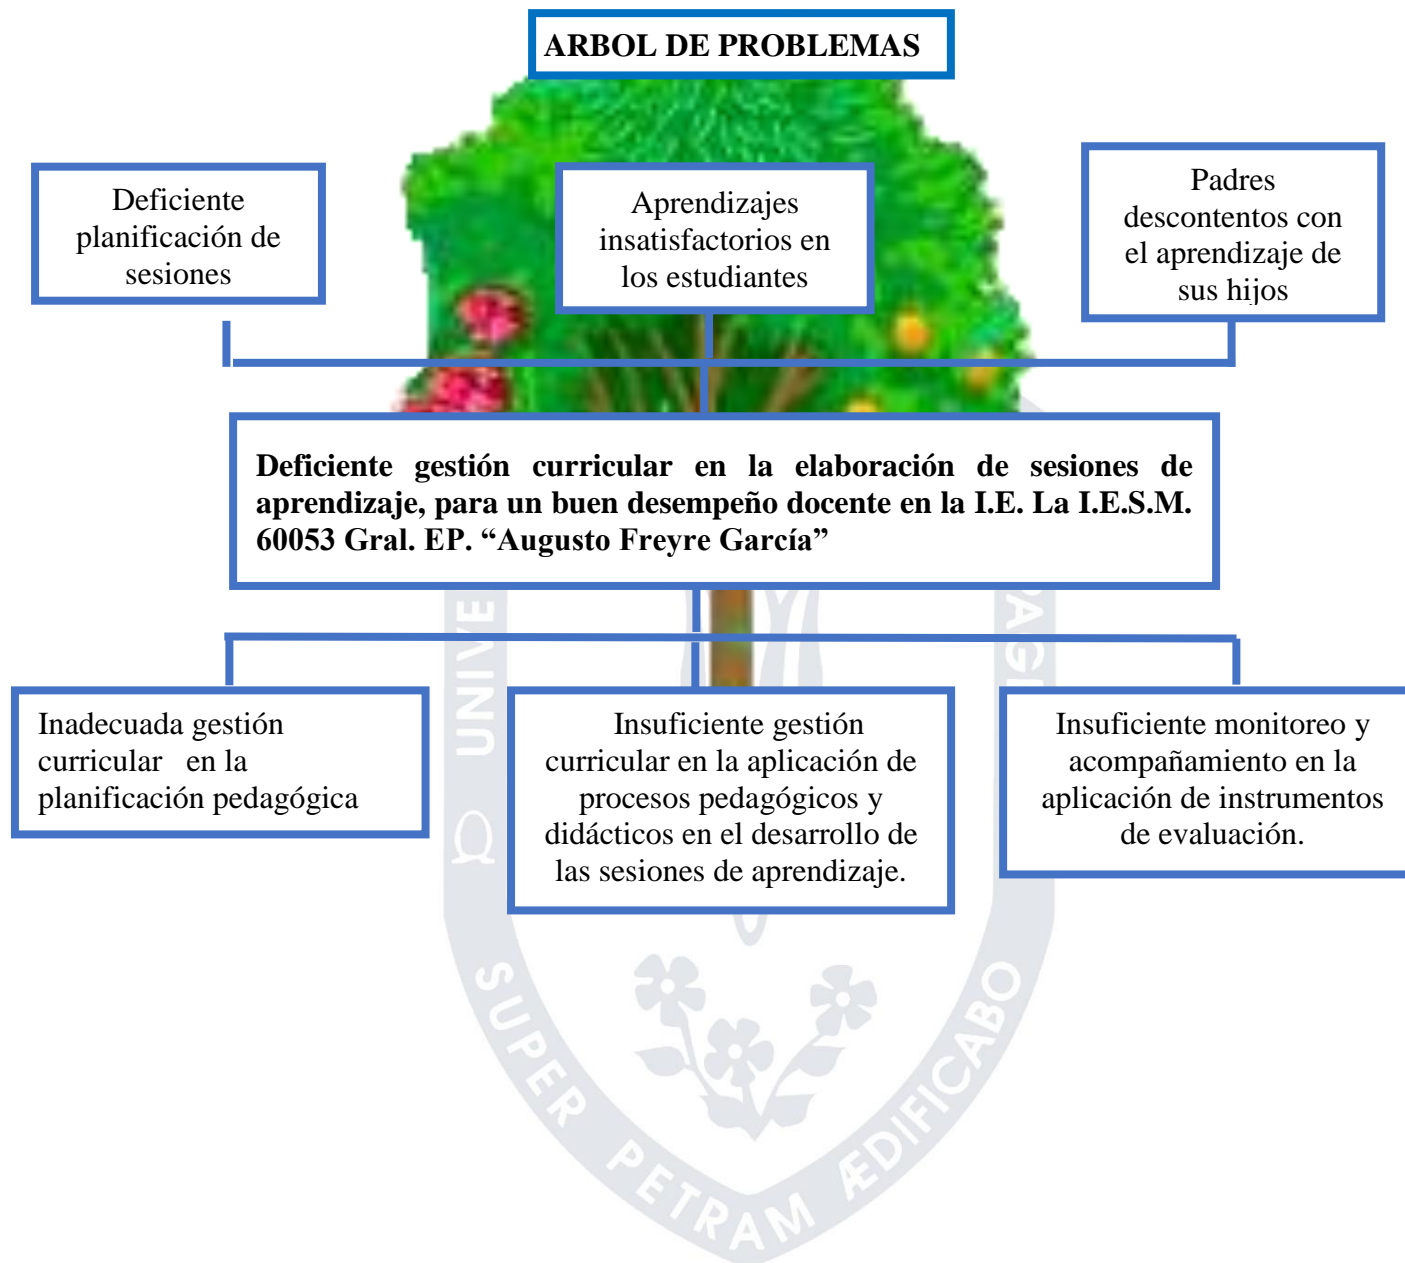 ARBOL DE PROBLEMAS
Deficiente
planificación de
sesiones
Aprendizajes
insatisfactorios en
los estudiantes
Padres
descontentos con
el aprendizaje de
sus hijos
Deficiente gestión curricular en la elaboración de sesiones de
aprendizaje, para un buen desempeño docente en la I.E. La I.E.S.M.
60053 Gral. EP. “Augusto Freyre García”
Inadecuada gestión
curricular en la
planificación pedagógica
Insuficiente gestión
curricular en la aplicación de
procesos pedagógicos y
didácticos en el desarrollo de
las sesiones de aprendizaje.
Insuficiente monitoreo y
acompañamiento en la
aplicación de instrumentos
de evaluación.
SUPER PETRAM ÆDIFICABO